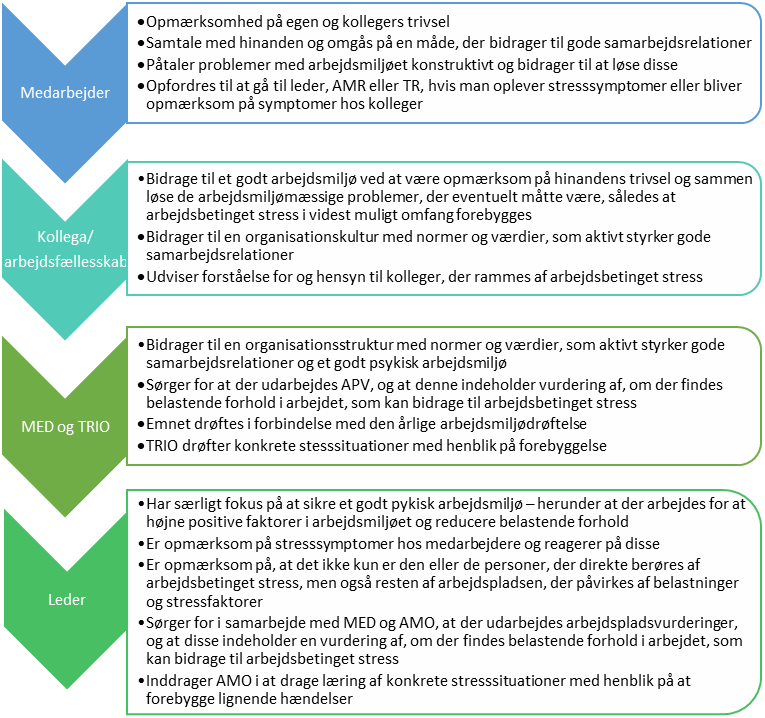 Medarbejder
•Opmærksomhed på egen og kollegers trivsel
•Samtale med hinanden og omgås på en måde, der bidrager til gode samarbejdsrelationer
•Påtaler problemer med arbejdsmiljøet konstruktivt og bidrager til at løse disse
•Opfordres til at gå til leder, AMR eller TR, hvis man oplever stresssymptomer eller bliver
opmærksom på symptomer hos kolleger
Kollega/
arbejdsfællesskab
•Bidrage til et godt arbejdsmiljø ved at være opmærksom på hinandens trivsel og sammen
løse de arbejdsmiljømæssige problemer, der eventuelt måtte være, således at
arbejdsbetinget stress i videst muligt omfang forebygges
•Bidrager til en organisationskultur med normer og værdier, som aktivt styrker gode
samarbejdsrelationer
•Udviser forståelse for og hensyn til kolleger, der rammes af arbejdsbetinget stress
MED og TRIO
•Bidrager til en organisationsstruktur med normer og værdier, som aktivt styrker gode
samarbejdsrelationer og et godt psykisk arbejdsmiljø
•Sørger for at der udarbejdes APV, og at denne indeholder vurdering af, om der findes
belastende forhold i arbejdet, som kan bidrage til arbejdsbetinget stress
•Emnet drøftes i forbindelse med den årlige arbejdsmiljødrøftelse
•TRIO drøfter konkrete stesssituationer med henblik på forebyggelse
Leder
•Har særligt fokus på at sikre et godt pykisk arbejdsmiljø – herunder at der arbejdes for at
højne positive faktorer i arbejdsmiljøet og reducere belastende forhold
•Er opmærksom på stresssymptomer hos medarbejdere og reagerer på disse
•Er opmærksom på, at det ikke kun er den eller de personer, der direkte berøres af
arbejdsbetinget stress, men også resten af arbejdspladsen, der påvirkes af belastninger
og stressfaktorer
•Sørger for i samarbejde med MED og AMO, at der udarbejdes arbejdspladsvurderinger,
og at disse indeholder en vurdering af, om der findes belastende forhold i arbejdet, som
kan bidrage til arbejdsbetinget stress
•Inddrager AMO i at drage læring af konkrete stresssituationer med henblik på at
forebygge lignende hændelser